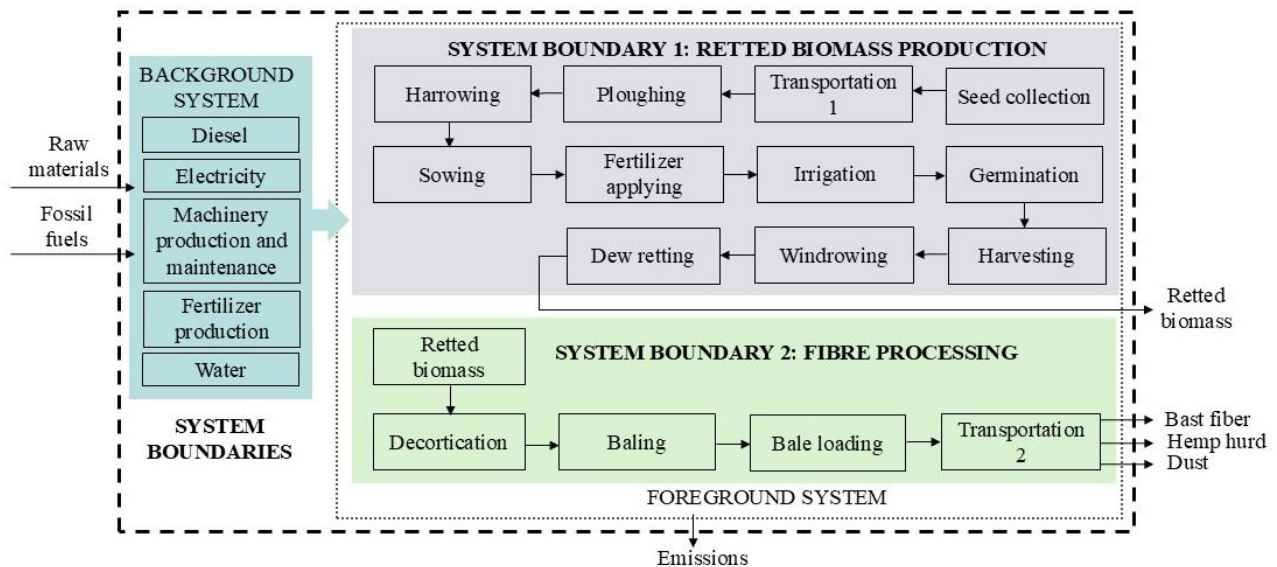 Raw
materials
Fossil
fuels
BACKGROUND
SYSTEM
Diesel
Electricity
Machinery
production and
maintenance
Fertilizer
production
Water
SYSTEM
BOUNDARIES
SYSTEM BOUNDARY 1: RETTED BIOMASS PRODUCTION
Harrowing
Ploughing
Transportation
1
Seed collection
Sowing
Fertilizer
applying
Irrigation
Germination
Dew retting
Windrowing
Harvesting
Retted
biomass
SYSTEM BOUNDARY 2: FIBRE PROCESSING
Retted
biomass
Decortication
Baling
Bale loading
Transportation
2
Bast fiber
Hemp hurd
Dust
FOREGROUND SYSTEM
Emissions